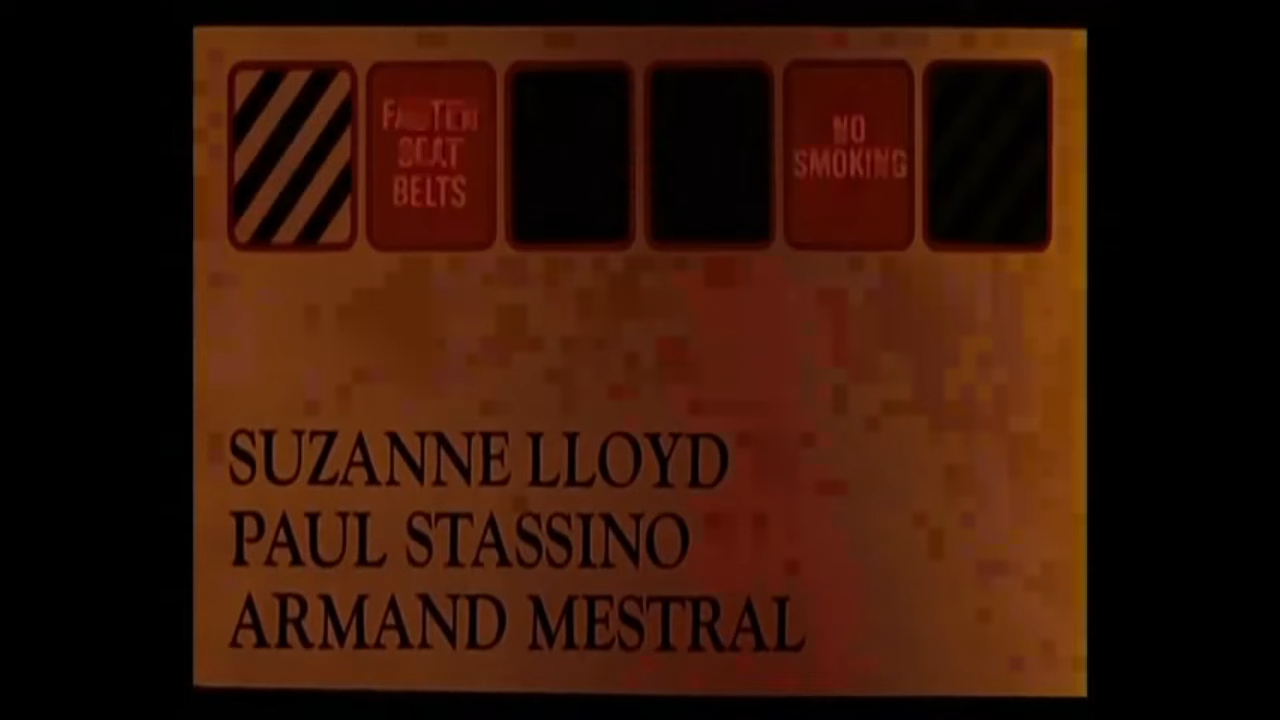 FASTEN
SEAT
BELTS
NO
SMOKING
SUZANNE LLOYD
PAUL STASSINO
ARMAND MESTRAL